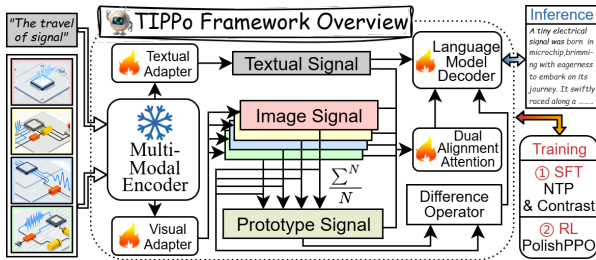 "The travel
of signal"
TIPPo Framework Overview
Textual
Adapter
Textual Signal
Language
Model
Decoder
Inference
A tiny electrical
signal was born in
microchip,brimmi-
ng with eagerness
to embark on its
journey. It swiftly
raced along a .......
Multi-
Modal
Encoder
Image Signal
Dual
Alignment
Attention
∑^N
N
Visual
Adapter
Prototype Signal
Difference
Operator
Training
① SFT
NTP
& Contrast
② RL
PolishPPO